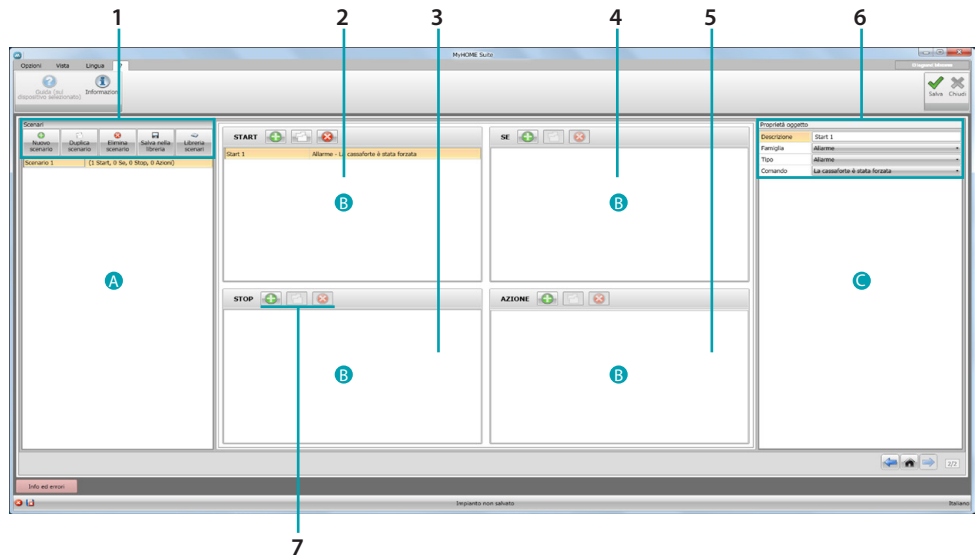 1 2 3 4 5 6
MyHOME Suite
Opzioni Vista Lingua ?
Guida (sul dispositivo selezionato)
Informazioni
Salva Chiudi
Scenari
Nuovo scenario
Duplica scenario
Elimina scenario
Salva nella libreria
Libreria scenari
Scenario 1 (1 Start, 0 Se, 0 Stop, 0 Azioni)
START
Start 1 Allarme - La cassaforte è stata forzata
SE
Proprietà oggetto
Descrizione Start 1
Famiglia Allarme
Tipo Allarme
Comando La cassaforte è stata forzata
B
B
A
C
STOP
AZIONE
B
B
2/2
Info ed errori
Impianto non salvato
Italiano
7